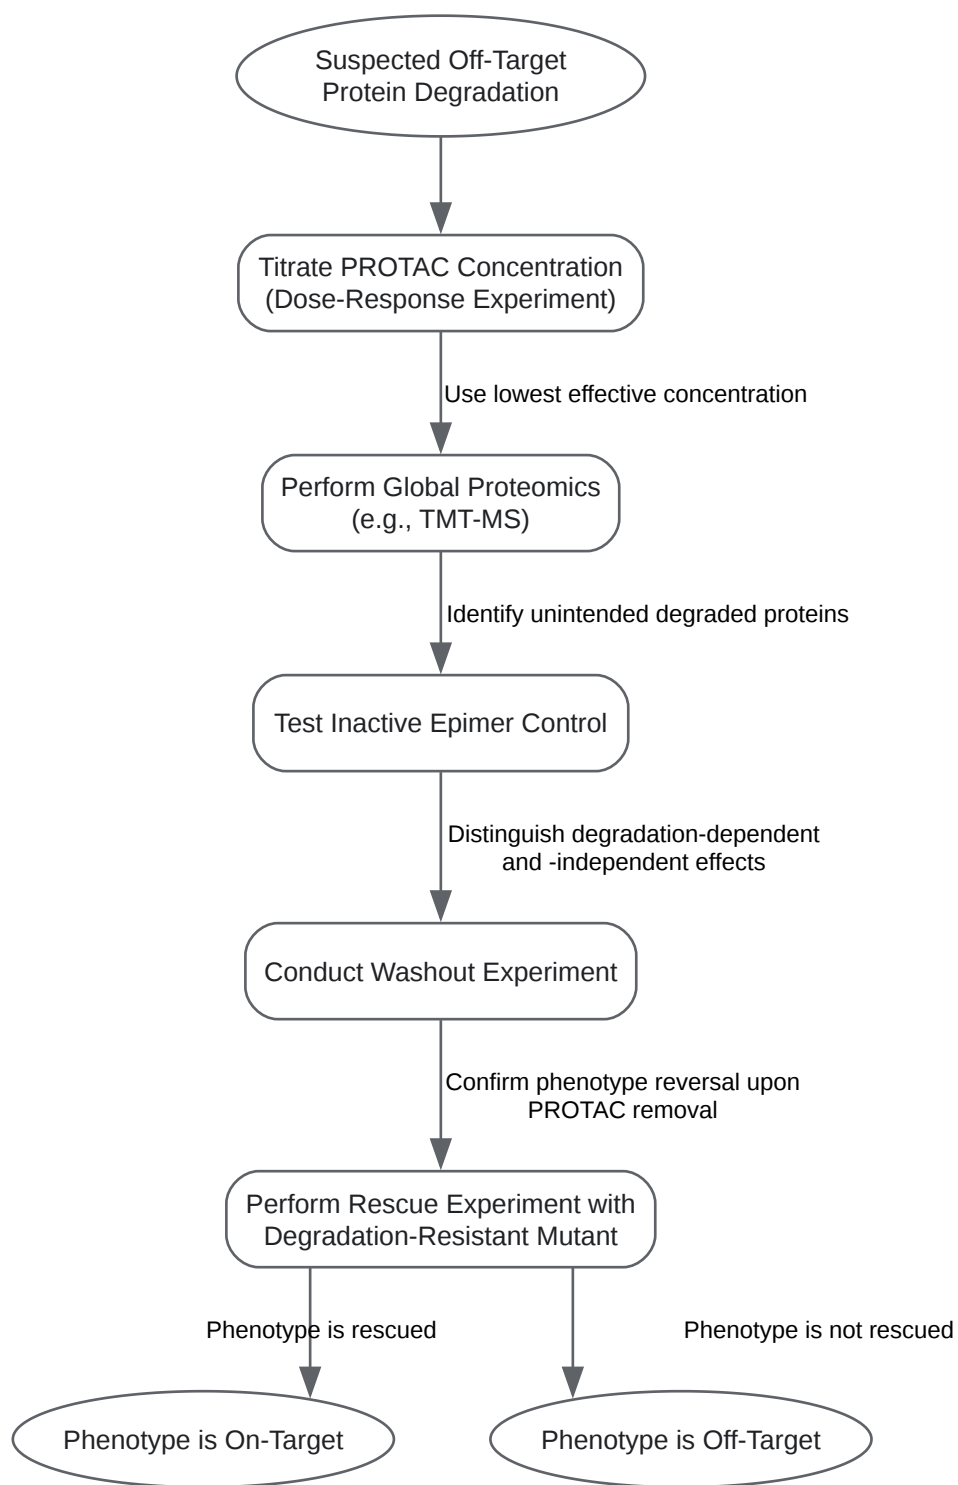 Suspected Off-Target
Protein Degradation
Titrate PROTAC Concentration
(Dose-Response Experiment)
Use lowest effective concentration
Perform Global Proteomics
(e.g., TMT-MS)
Identify unintended degraded proteins
Test Inactive Epimer Control
Distinguish degradation-dependent
and -independent effects
Conduct Washout Experiment
Confirm phenotype reversal upon
PROTAC removal
Perform Rescue Experiment with
Degradation-Resistant Mutant
Phenotype is rescued
Phenotype is not rescued
Phenotype is On-Target
Phenotype is Off-Target